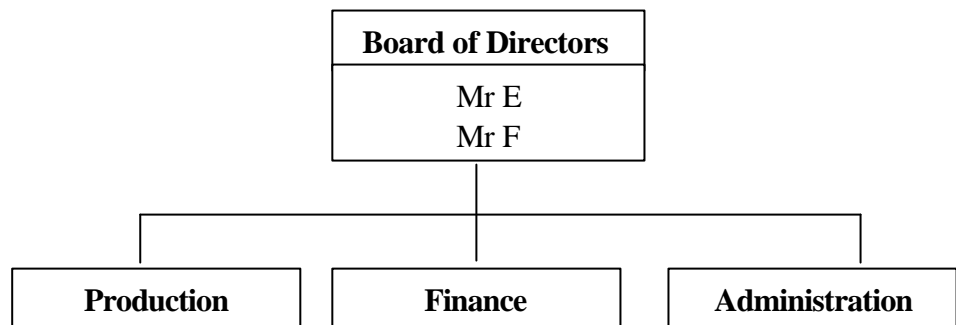 Board of Directors
Mr E
Mr F
Production
Finance
Administration